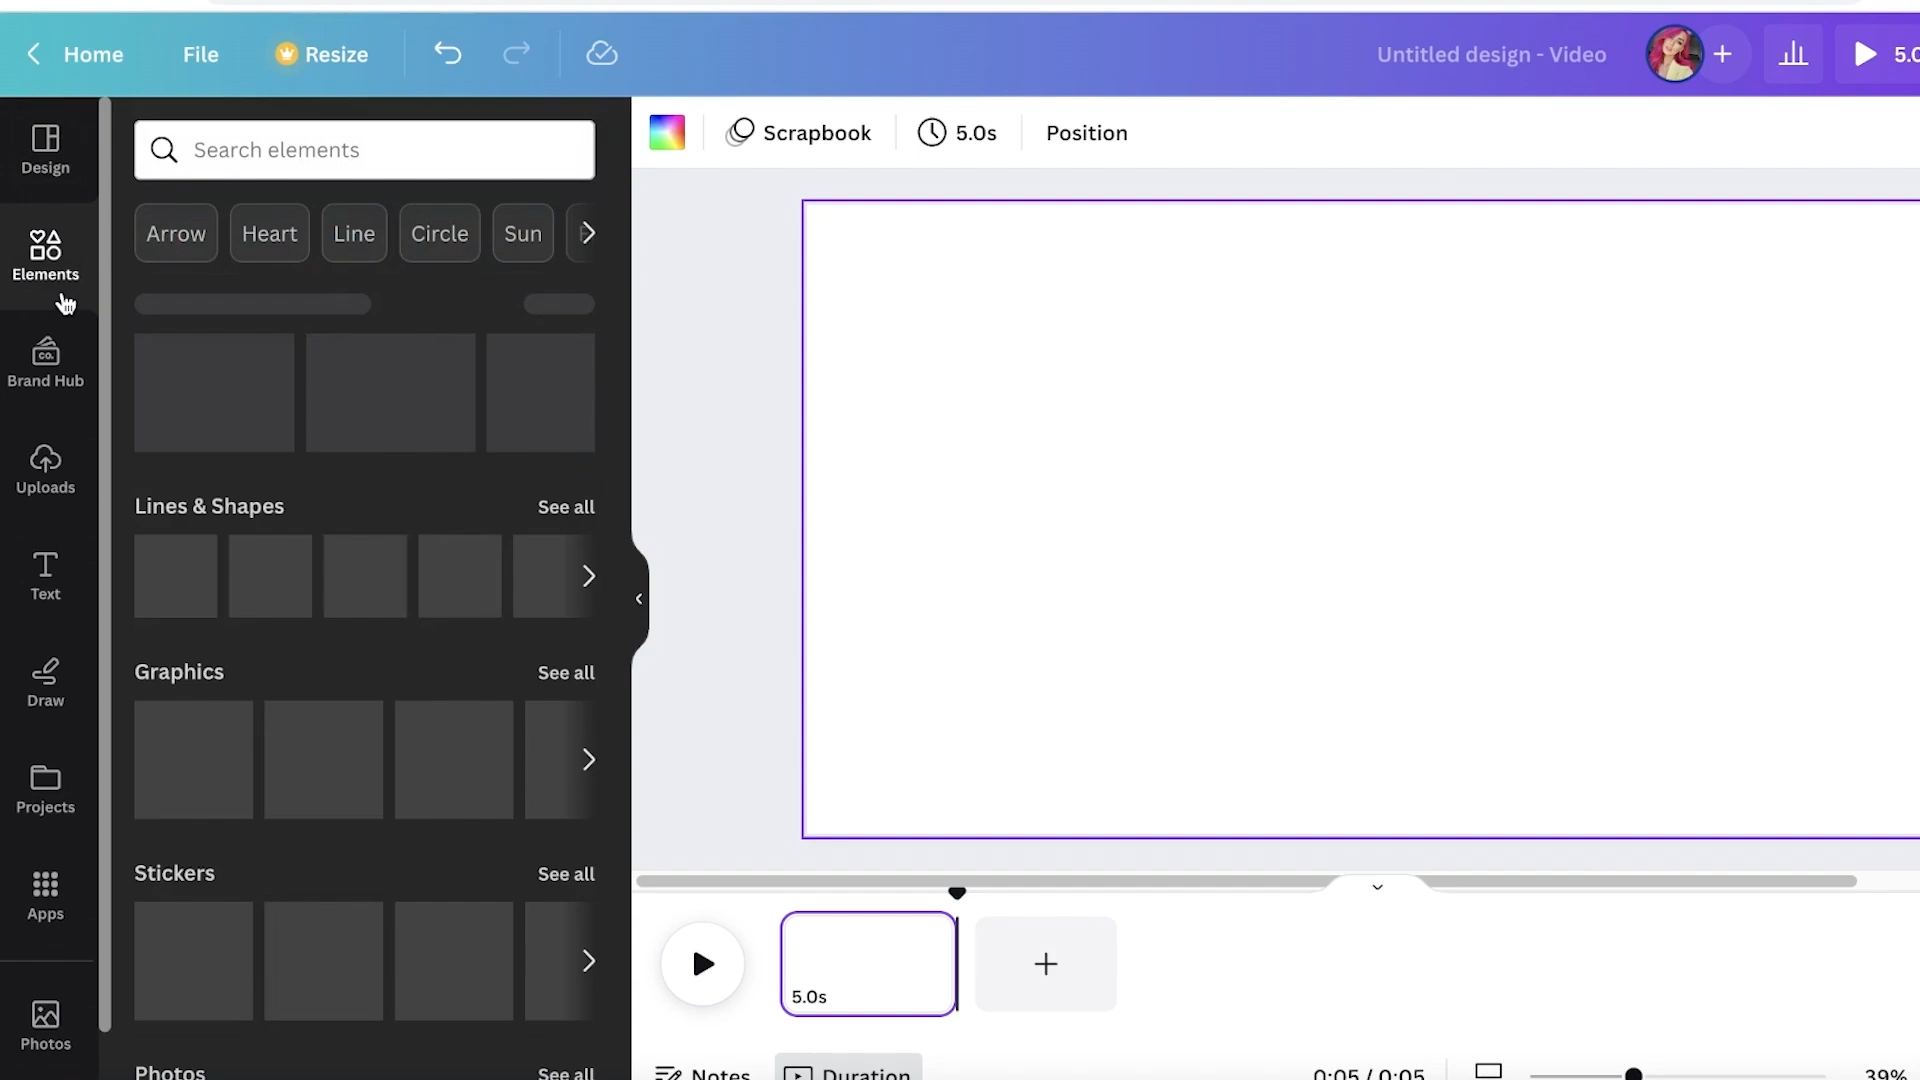 Home File Resize Untitled design - Video
Design
Search elements
Scrapbook 5.0s Position
Arrow Heart Line Circle Sun
Elements
Brand Hub
CO.
Uploads
Lines & Shapes See all
Text
Graphics See all
Draw
Projects
Stickers See all
Apps
5.0s
Photos
Photos See all
Notes Duration 0:05 / 0:05 39%